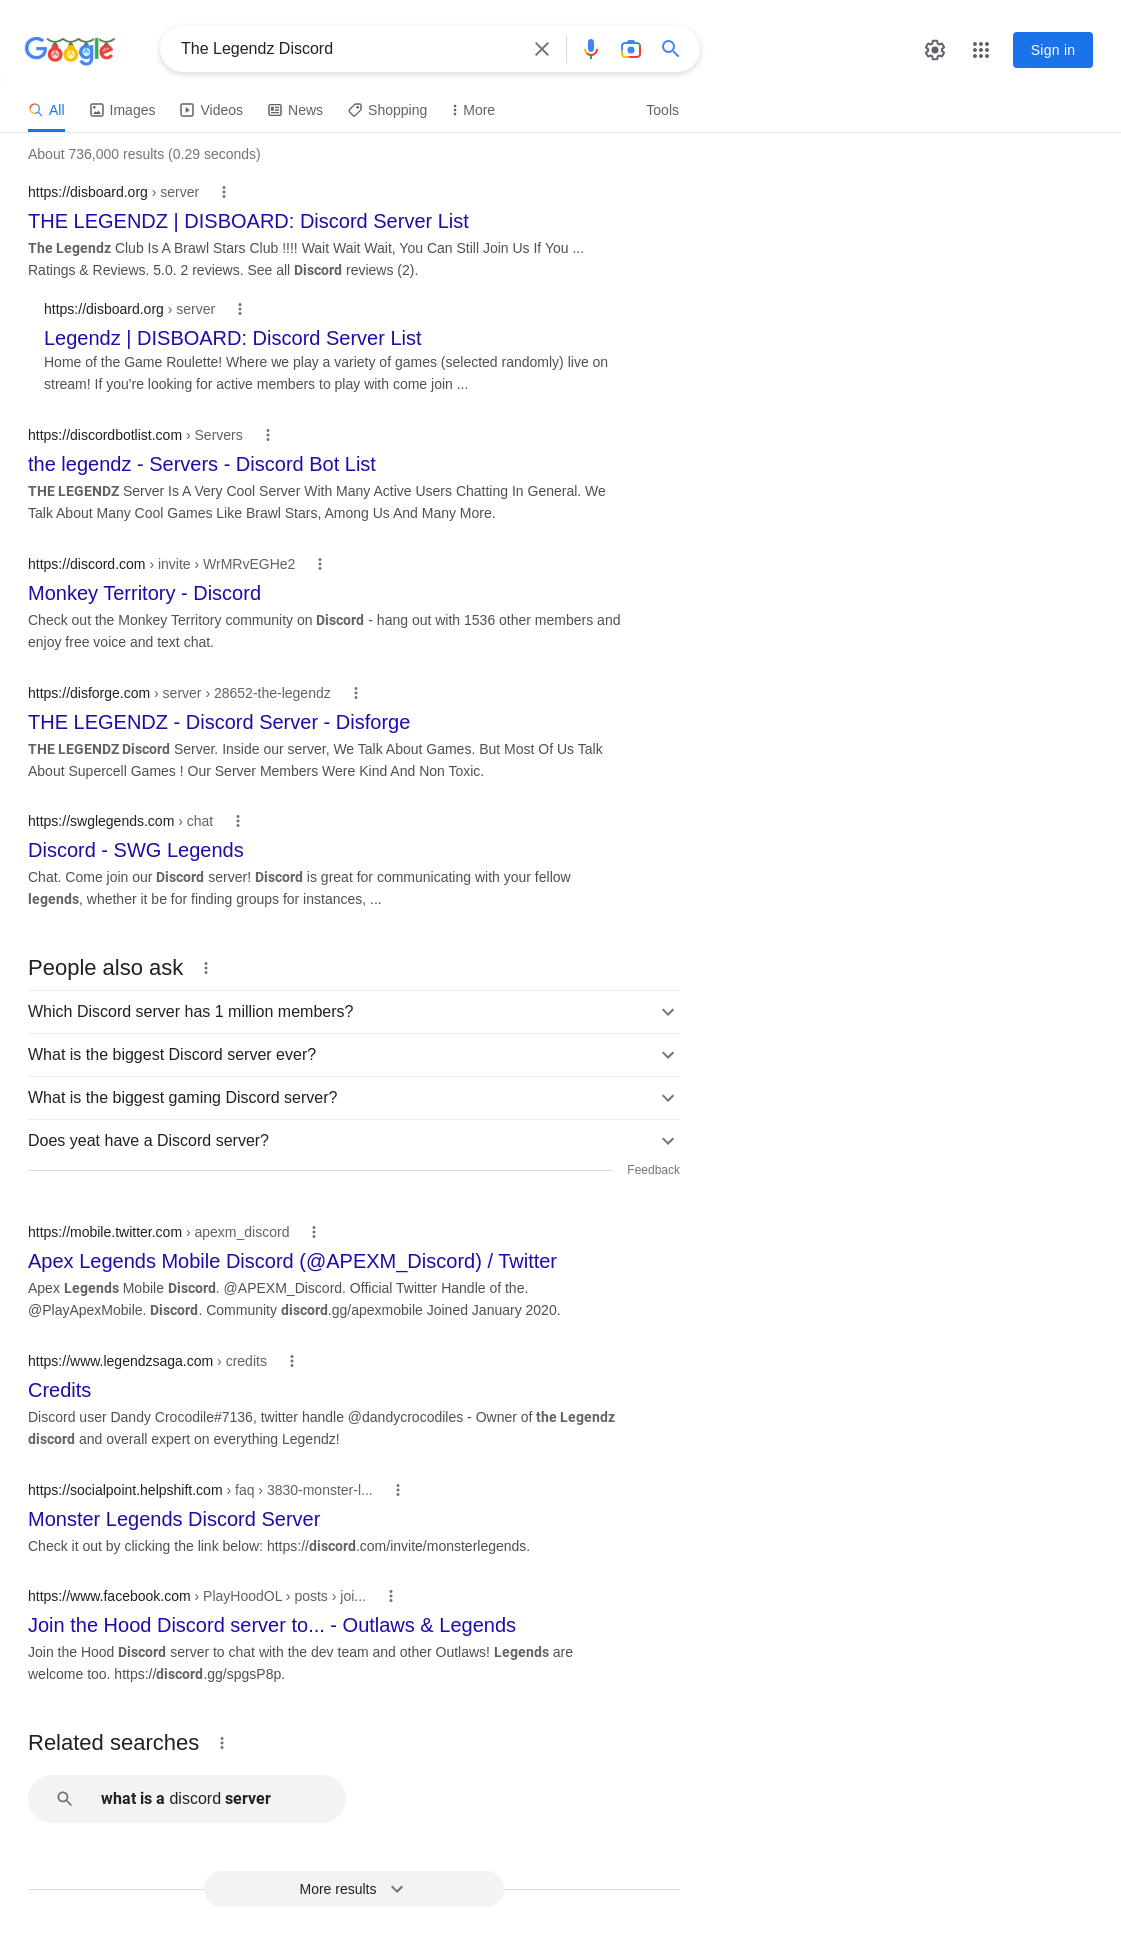 Google
The Legendz Discord
Sign in
All
Images
Videos
News
Shopping
More
Tools
About 736,000 results (0.29 seconds)
https://disboard.org › server
THE LEGENDZ | DISBOARD: Discord Server List
The Legendz Club Is A Brawl Stars Club !!!! Wait Wait Wait, You Can Still Join Us If You ...
Ratings & Reviews. 5.0. 2 reviews. See all Discord reviews (2).
https://disboard.org › server
Legendz | DISBOARD: Discord Server List
Home of the Game Roulette! Where we play a variety of games (selected randomly) live on
stream! If you're looking for active members to play with come join ...
https://discordbotlist.com › Servers
the legendz - Servers - Discord Bot List
THE LEGENDZ Server Is A Very Cool Server With Many Active Users Chatting In General. We
Talk About Many Cool Games Like Brawl Stars, Among Us And Many More.
https://discord.com › invite › WrMRvEGHe2
Monkey Territory - Discord
Check out the Monkey Territory community on Discord - hang out with 1536 other members and
enjoy free voice and text chat.
https://disforge.com › server › 28652-the-legendz
THE LEGENDZ - Discord Server - Disforge
THE LEGENDZ Discord Server. Inside our server, We Talk About Games. But Most Of Us Talk
About Supercell Games ! Our Server Members Were Kind And Non Toxic.
https://swglegends.com › chat
Discord - SWG Legends
Chat. Come join our Discord server! Discord is great for communicating with your fellow
legends, whether it be for finding groups for instances, ...
People also ask
Which Discord server has 1 million members?
What is the biggest Discord server ever?
What is the biggest gaming Discord server?
Does yeat have a Discord server?
Feedback
https://mobile.twitter.com › apexm_discord
Apex Legends Mobile Discord (@APEXM_Discord) / Twitter
Apex Legends Mobile Discord. @APEXM_Discord. Official Twitter Handle of the.
@PlayApexMobile. Discord. Community discord.gg/apexmobile Joined January 2020.
https://www.legendzsaga.com › credits
Credits
Discord user Dandy Crocodile#7136, twitter handle @dandycrocodiles - Owner of the Legendz
discord and overall expert on everything Legendz!
https://socialpoint.helpshift.com › faq › 3830-monster-l...
Monster Legends Discord Server
Check it out by clicking the link below: https://discord.com/invite/monsterlegends.
https://www.facebook.com › PlayHoodOL › posts › joi...
Join the Hood Discord server to... - Outlaws & Legends
Join the Hood Discord server to chat with the dev team and other Outlaws! Legends are
welcome too. https://discord.gg/spgsP8p.
Related searches
what is a discord server
More results